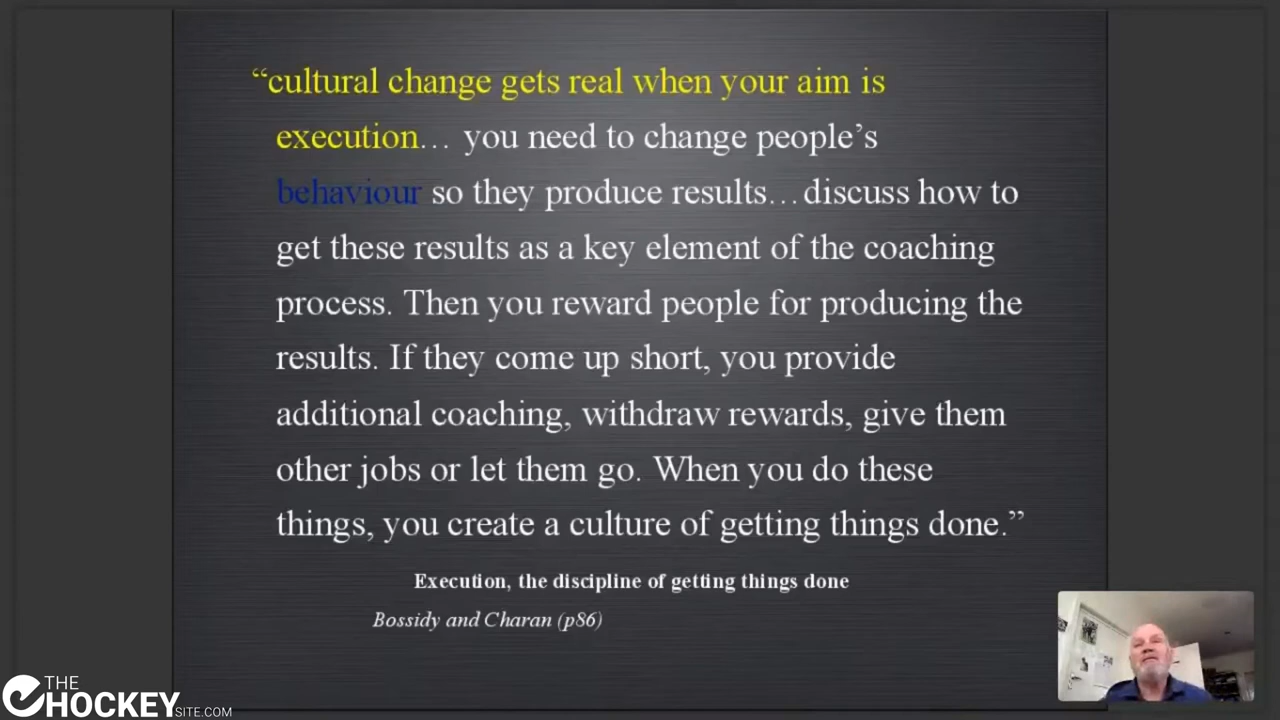 “cultural change gets real when your aim is
execution… you need to change people’s
behaviour so they produce results…discuss how to
get these results as a key element of the coaching
process. Then you reward people for producing the
results. If they come up short, you provide
additional coaching, withdraw rewards, give them
other jobs or let them go. When you do these
things, you create a culture of getting things done.”
Execution, the discipline of getting things done
Bossidy and Charan (p86)
THE
HOCKEY
SITE.COM